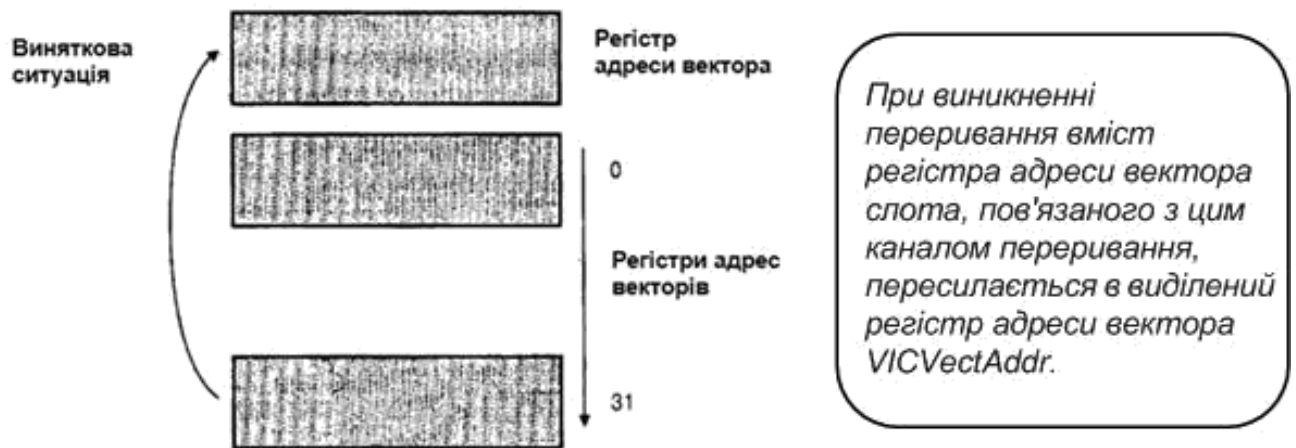 Виняткова
ситуація
Регістр
адреси вектора
0
Регістри адрес
векторів
31
При виникненні
переривання вміст
регістра адреси вектора
слота, пов'язаного з цим
каналом переривання,
пересилається в виділений
регістр адреси вектора
VICVectAddr.